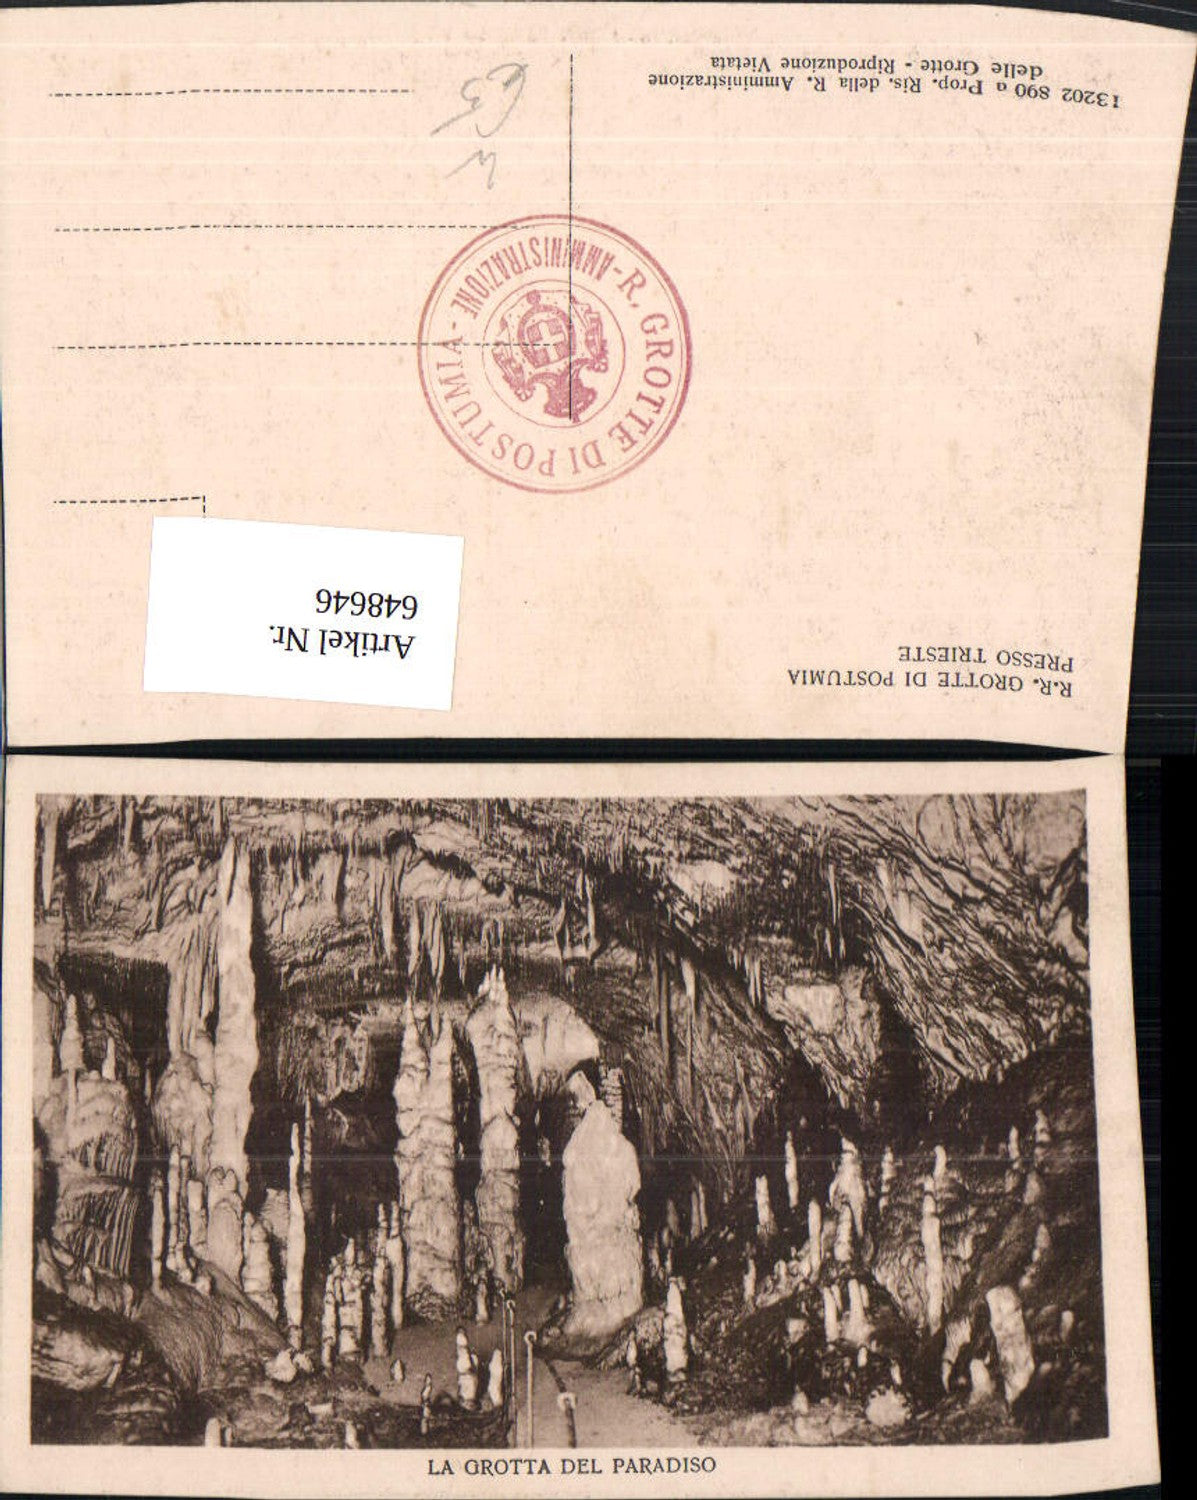 13202 890 a Prop. Ris. della R. Amministrazione
delle Grotte - Riproduzione Vietata
R. GROTTE DI POSTUMIA - AMMINISTRAZIONE -
R.R. GROTTE DI POSTUMIA
PRESSO TRIESTE
Artikel Nr.
648646
LA GROTTA DEL PARADISO